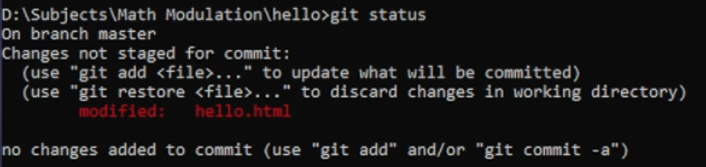 D:\Subjects\Math Modulation\hello>git status
On branch master
Changes not staged for commit:
  (use "git add <file>..." to update what will be committed)
  (use "git restore <file>..." to discard changes in working directory)
        modified:   hello.html

no changes added to commit (use "git add" and/or "git commit -a")